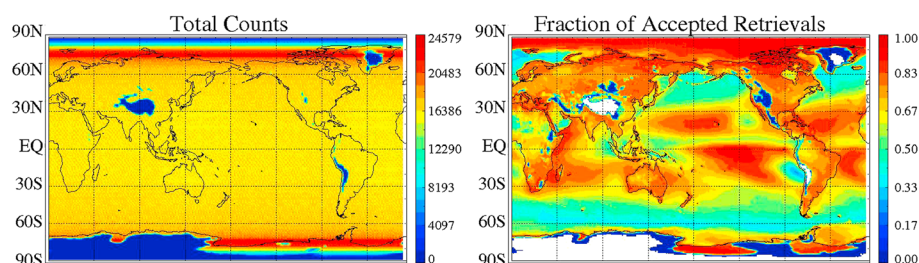 Total Counts
90N
60N
30N
EQ
30S
60S
90S
24579
20483
16386
12290
8193
4097
0
Fraction of Accepted Retrievals
90N
60N
30N
EQ
30S
60S
90S
1.00
0.83
0.67
0.50
0.33
0.17
0.00